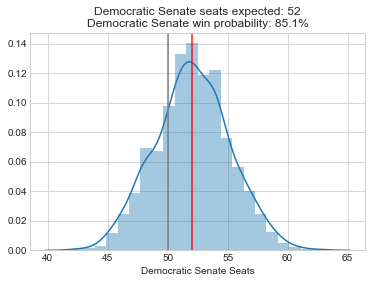 Democratic Senate seats expected: 52
Democratic Senate win probability: 85.1%
0.14
0.12
0.10
0.08
0.06
0.04
0.02
0.00
40 45 50 55 60 65
Democratic Senate Seats